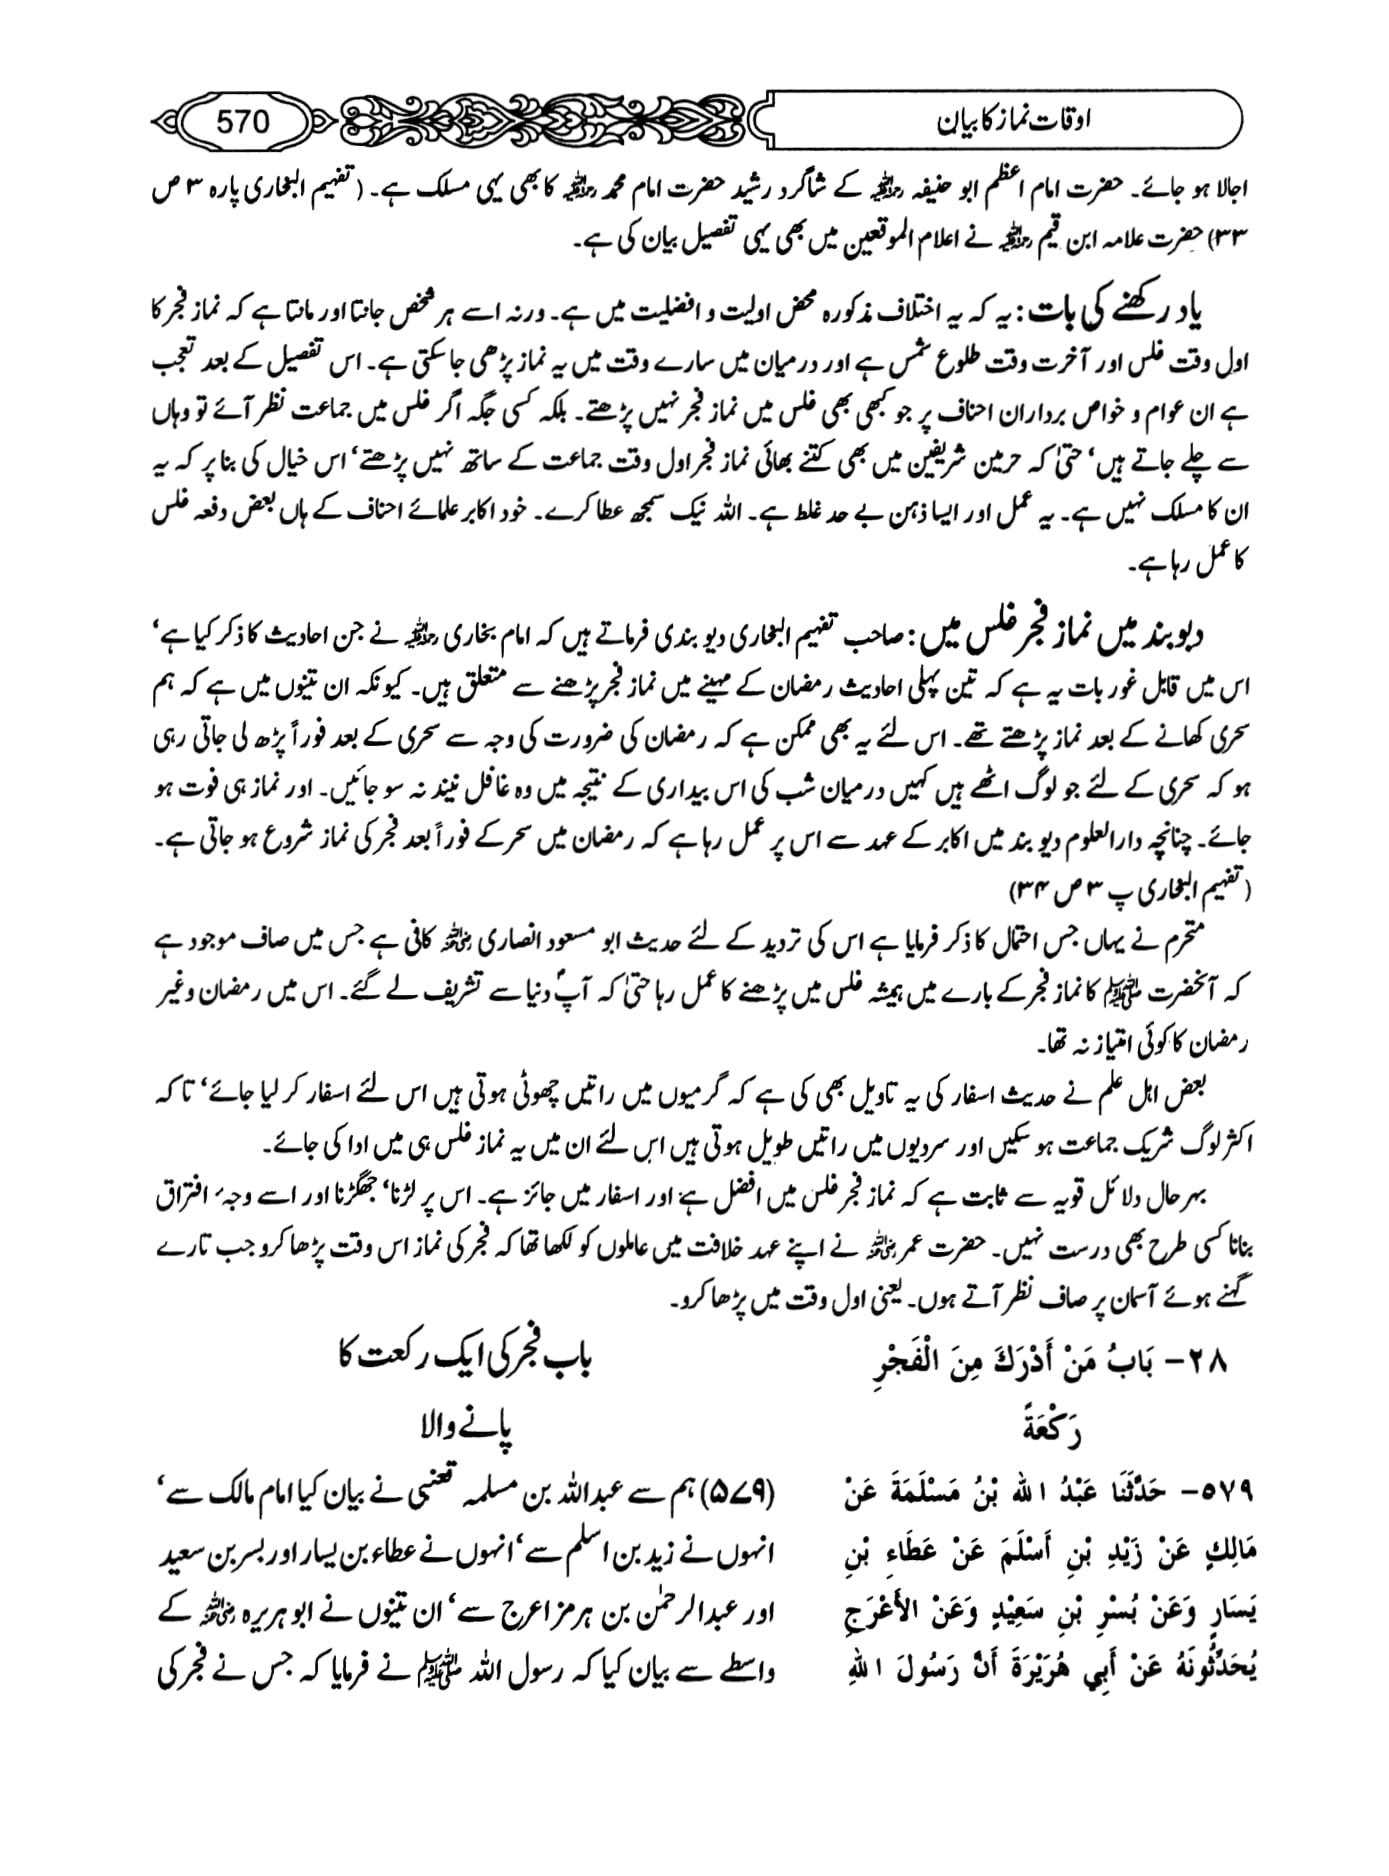 اوقات نماز کا بیان
570
اجالا ہو جائے۔ حضرت امام اعظم ابو حنیفہ رحمہ اللہ کے شاگرد رشید حضرت امام محمد رحمہ اللہ کا بھی یہی مسلک ہے۔ (تفہیم البخاری پارہ ۳ ص
۳۳) حضرت علامہ ابن قیم رحمہ اللہ نے اعلام الموقعین میں بھی یہی تفصیل بیان کی ہے۔
یاد رکھنے کی بات: یہ کہ یہ اختلاف مذکورہ محض اولیت و افضلیت میں ہے۔ ورنہ اسے ہر شخص جانتا اور مانتا ہے کہ نماز فجر کا
اول وقت غلس اور آخرت وقت طلوع شمس ہے اور درمیان میں سارے وقت میں یہ نماز پڑھی جا سکتی ہے۔ اس تفصیل کے بعد تعجب
ہے ان عوام و خواص برداران احناف پر جو کبھی بھی غلس میں نماز فجر نہیں پڑھتے۔ بلکہ کسی جگہ اگر غلس میں جماعت نظر آئے تو وہاں
سے چلے جاتے ہیں‘ حتیٰ کہ حرمین شریفین میں بھی کتنے بھائی نماز فجر اول وقت جماعت کے ساتھ نہیں پڑھتے‘ اس خیال کی بنا پر کہ یہ
ان کا مسلک نہیں ہے۔ یہ عمل اور ایسا ذہن بے حد غلط ہے۔ اللہ نیک سمجھ عطا کرے۔ خود اکابر علمائے احناف کے ہاں بعض دفعہ غلس
کا عمل رہا ہے۔
دیوبند میں نماز فجر غلس میں: صاحب تفہیم البخاری دیو بندی فرماتے ہیں کہ امام بخاری رحمہ اللہ نے جن احادیث کا ذکر کیا ہے‘
اس میں قابل غور بات یہ ہے کہ تین پہلی احادیث رمضان کے مہینے میں نماز فجر پڑھنے سے متعلق ہیں۔ کیونکہ ان تینوں میں ہے کہ ہم
سحری کھانے کے بعد نماز پڑھتے تھے۔ اس لئے یہ بھی ممکن ہے کہ رمضان کی ضرورت کی وجہ سے سحری کے بعد فوراً پڑھ لی جاتی رہی
ہو کہ سحری کے لئے جو لوگ اٹھے ہیں کہیں درمیان شب کی اس بیداری کے نتیجہ میں وہ غافل نیند نہ سو جائیں۔ اور نماز ہی فوت ہو
جائے۔ چنانچہ دارالعلوم دیو بند میں اکابر کے عہد سے اس پر عمل رہا ہے کہ رمضان میں سحر کے فوراً بعد فجر کی نماز شروع ہو جاتی ہے۔
(تفہیم البخاری پ ۳ ص ۳۴)
محترم نے یہاں جس احتمال کا ذکر فرمایا ہے اس کی تردید کے لئے حدیث ابو مسعود انصاری رضی اللہ عنہ کافی ہے جس میں صاف موجود ہے
کہ آنحضرت ﷺ کا نماز فجر کے بارے میں ہمیشہ غلس میں پڑھنے کا عمل رہا حتیٰ کہ آپؐ دنیا سے تشریف لے گئے۔ اس میں رمضان و غیر
رمضان کا کوئی امتیاز نہ تھا۔
بعض اہل علم نے حدیث اسفار کی یہ تاویل بھی کی ہے کہ گرمیوں میں راتیں چھوٹی ہوتی ہیں اس لئے اسفار کر لیا جائے‘ تاکہ
اکثر لوگ شریک جماعت ہو سکیں اور سردیوں میں راتیں طویل ہوتی ہیں اس لئے ان میں یہ نماز غلس ہی میں ادا کی جائے۔
بہر حال دلائل قویہ سے ثابت ہے کہ نماز فجر غلس میں افضل ہے اور اسفار میں جائز ہے۔ اس پر لڑنا‘ جھگڑنا اور اسے وجہ افتراق
بنانا کسی طرح بھی درست نہیں۔ حضرت عمر رضی اللہ عنہ نے اپنے عہد خلافت میں عاملوں کو لکھا تھا کہ فجر کی نماز اس وقت پڑھا کرو جب تارے
گہنے ہوئے آسمان پر صاف نظر آتے ہوں۔ یعنی اول وقت میں پڑھا کرو۔
۲۸- بَابُ مَنْ أَدْرَكَ مِنَ الْفَجْرِ
رَكْعَةً
باب فجر کی ایک رکعت کا
پانے والا
۵۷۹- حَدَّثَنَا عَبْدُ اللهِ بْنُ مَسْلَمَةَ عَنْ
مَالِكٍ عَنْ زَيْدِ بْنِ أَسْلَمَ عَنْ عَطَاءِ بْنِ
يَسَارٍ وَعَنْ بُسْرِ بْنِ سَعِيْدٍ وَعَنْ الأَعْرَجِ
يُحَدِّثُونَهُ عَنْ أَبِي هُرَيْرَةَ أَنَّ رَسُولَ اللهِ
(۵۷۹) ہم سے عبداللہ بن مسلمہ قعنبی نے بیان کیا امام مالک سے‘
انہوں نے زید بن اسلم سے‘ انہوں نے عطاء بن یسار اور بسر بن سعید
اور عبدالرحمٰن بن ہرمز اعرج سے‘ ان تینوں نے ابو ہریرہ رضی اللہ عنہ کے
واسطے سے بیان کیا کہ رسول اللہ ﷺ نے فرمایا کہ جس نے فجر کی